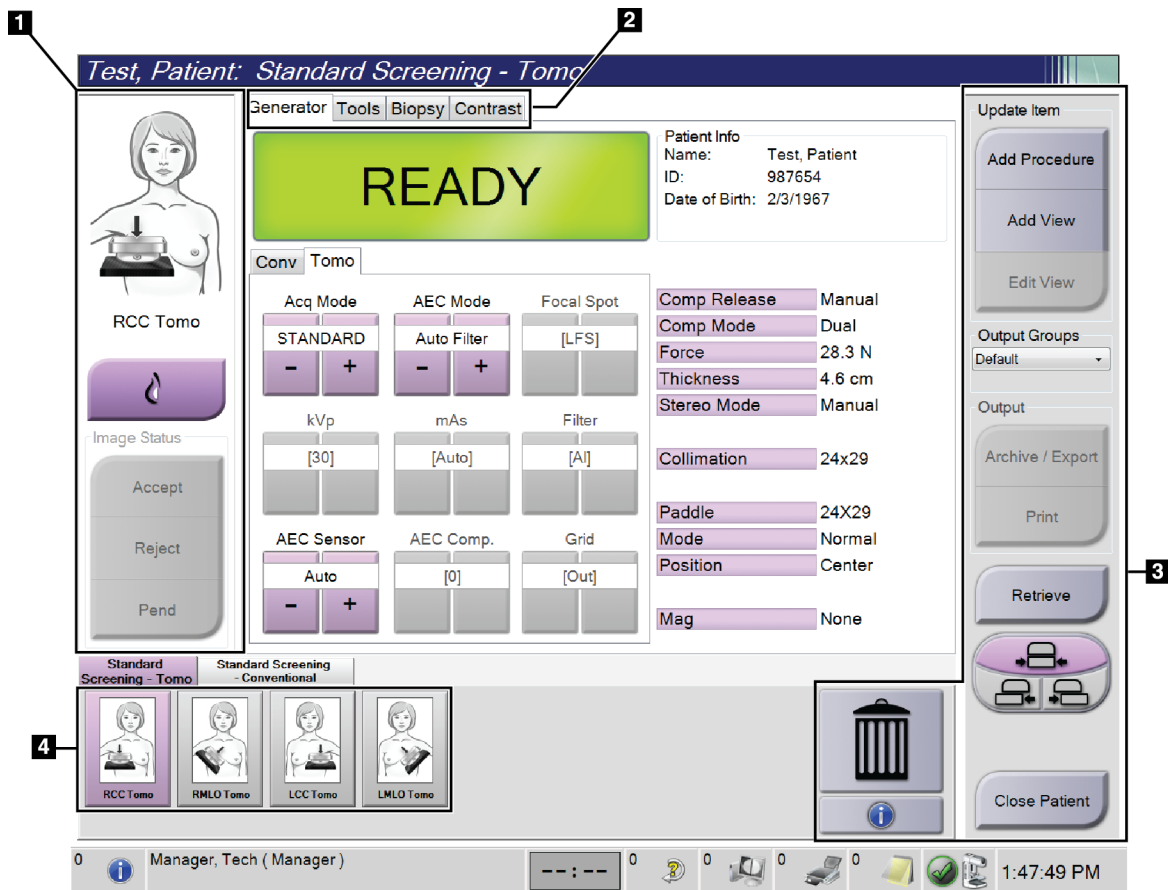 1
2
Test, Patient: Standard Screening - Tomo
Generator Tools Biopsy Contrast
READY
Patient Info
Name: Test, Patient
ID: 987654
Date of Birth: 2/3/1967
RCC Tomo
Image Status
Accept
Reject
Pend
Conv Tomo
Acq Mode AEC Mode Focal Spot
STANDARD Auto Filter [LFS]
- + - +
kVp mAs Filter
[30] [Auto] [Al]
AEC Sensor AEC Comp. Grid
Auto [0] [Out]
- +
Comp Release Manual
Comp Mode Dual
Force 28.3 N
Thickness 4.6 cm
Stereo Mode Manual
Collimation 24x29
Paddle 24X29
Mode Normal
Position Center
Mag None
Update Item
Add Procedure
Add View
Edit View
Output Groups
Default
Output
Archive / Export
Print
3
Retrieve
Close Patient
Standard
Screening - Tomo
Standard Screening
- Conventional
4
RCC Tomo RMLO Tomo LCC Tomo LMLO Tomo
i
0 i Manager, Tech ( Manager ) --:-- 0 ? 0 0 0 1:47:49 PM